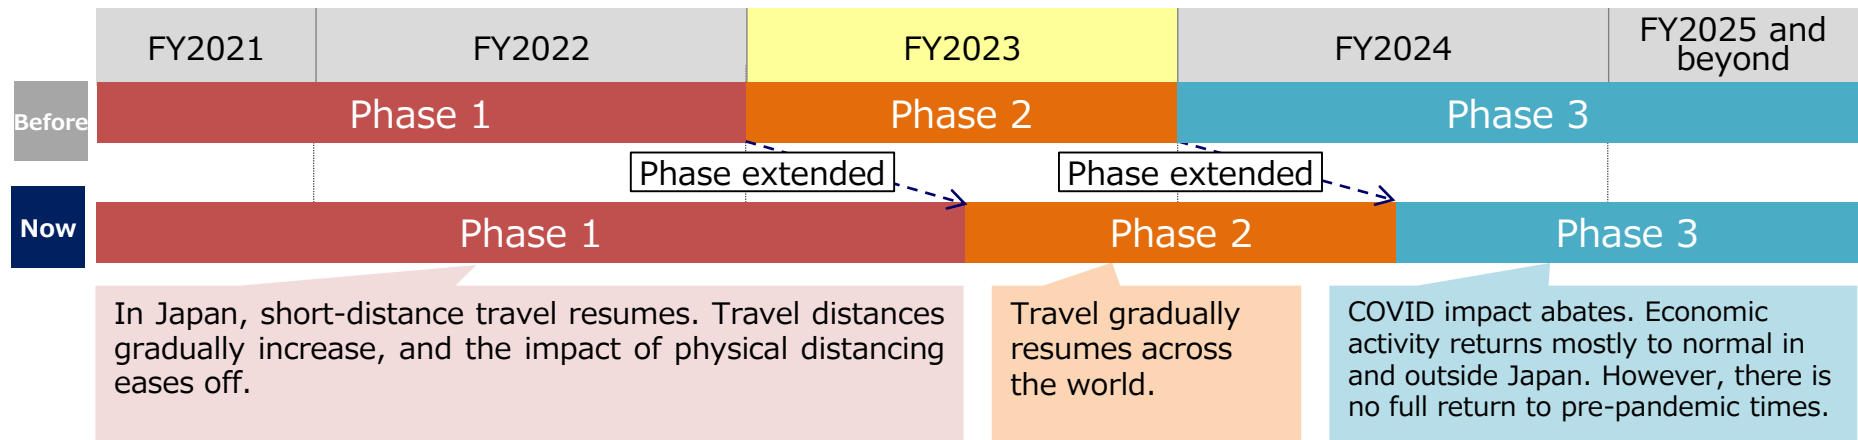 FY2021
FY2022
FY2023
FY2024
FY2025 and
beyond
Before
Phase 1
Phase 2
Phase 3
Phase extended
Phase extended
Now
Phase 1
Phase 2
Phase 3
In Japan, short-distance travel resumes. Travel distances
gradually increase, and the impact of physical distancing
eases off.
Travel gradually
resumes across
the world.
COVID impact abates. Economic
activity returns mostly to normal in
and outside Japan. However, there is
no full return to pre-pandemic times.